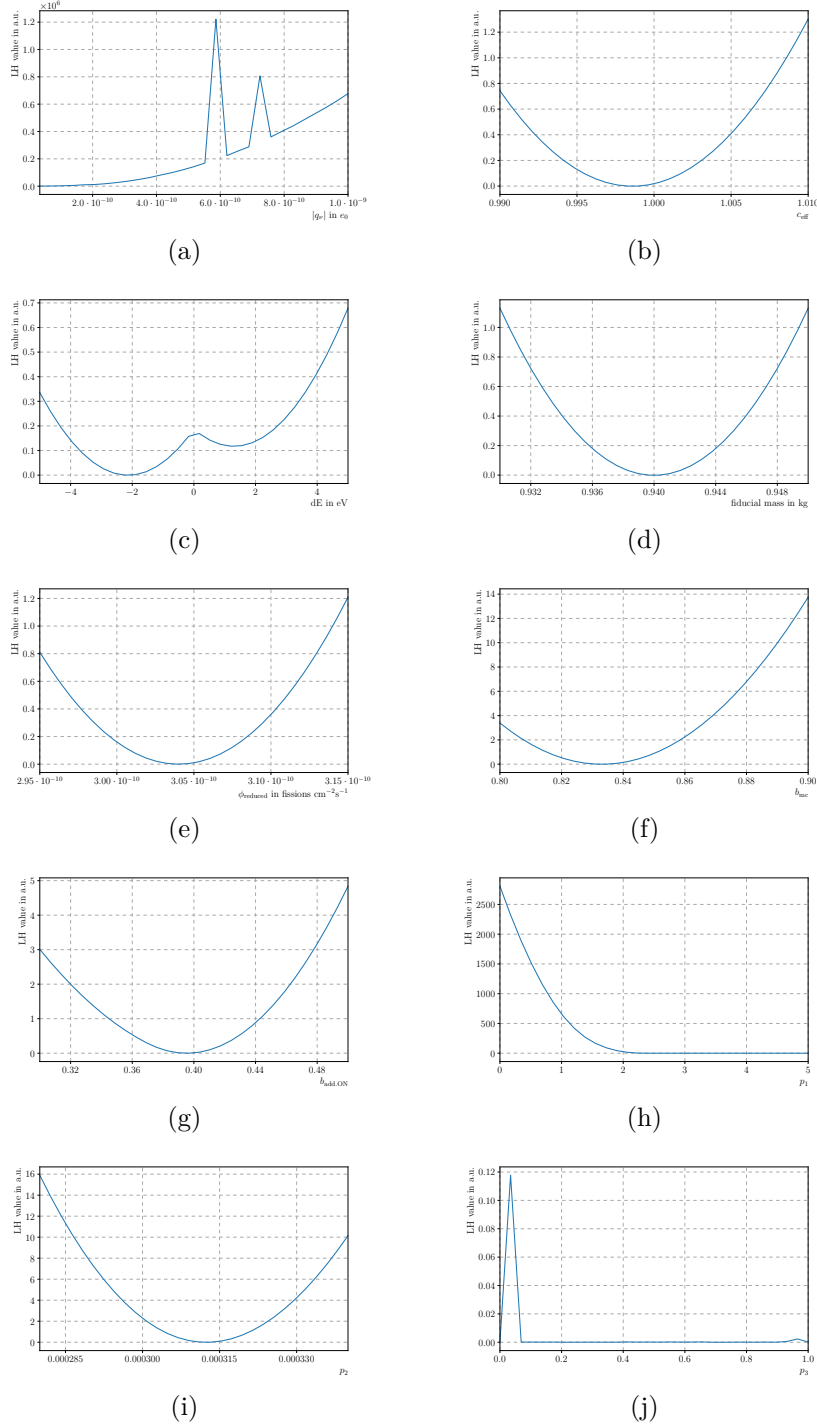 ×10⁶
LH value in a.u.
1.2
1.0
0.8
0.6
0.4
0.2
0.0
2.0 · 10⁻¹⁰ 4.0 · 10⁻¹⁰ 6.0 · 10⁻¹⁰ 8.0 · 10⁻¹⁰ 1.0 · 10⁻⁹
|qᵥ| in e₀
(a)
LH value in a.u.
1.2
1.0
0.8
0.6
0.4
0.2
0.0
0.990 0.995 1.000 1.005 1.010
c_eff
(b)
LH value in a.u.
0.7
0.6
0.5
0.4
0.3
0.2
0.1
0.0
−4 −2 0 2 4
dE in eV
(c)
LH value in a.u.
1.0
0.8
0.6
0.4
0.2
0.0
0.932 0.936 0.940 0.944 0.948
fiducial mass in kg
(d)
LH value in a.u.
1.2
1.0
0.8
0.6
0.4
0.2
0.0
2.95 · 10⁻¹⁰ 3.00 · 10⁻¹⁰ 3.05 · 10⁻¹⁰ 3.10 · 10⁻¹⁰ 3.15 · 10⁻¹⁰
ϕ_reduced in fissions cm⁻²s⁻¹
(e)
LH value in a.u.
14
12
10
8
6
4
2
0
0.80 0.82 0.84 0.86 0.88 0.90
b_mc
(f)
LH value in a.u.
5
4
3
2
1
0
0.32 0.36 0.40 0.44 0.48
b_add.ON
(g)
LH value in a.u.
2500
2000
1500
1000
500
0
0 1 2 3 4 5
p₁
(h)
LH value in a.u.
16
14
12
10
8
6
4
2
0
0.000285 0.000300 0.000315 0.000330
p₂
(i)
LH value in a.u.
0.12
0.10
0.08
0.06
0.04
0.02
0.00
0.0 0.2 0.4 0.6 0.8 1.0
p₃
(j)